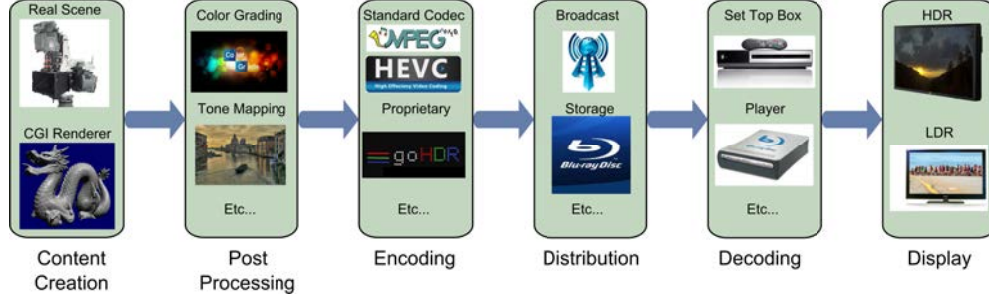 Real Scene
CGI Renderer
Content
Creation
Color Grading
Co
Gr
Tone Mapping
Etc...
Post
Processing
Standard Codec
MPEG
HEVC
High Efficiency Video Coding
Proprietary
goHDR
Etc...
Encoding
Broadcast
Storage
Blu-ray Disc
Etc...
Distribution
Set Top Box
Player
Etc...
Decoding
HDR
LDR
Display